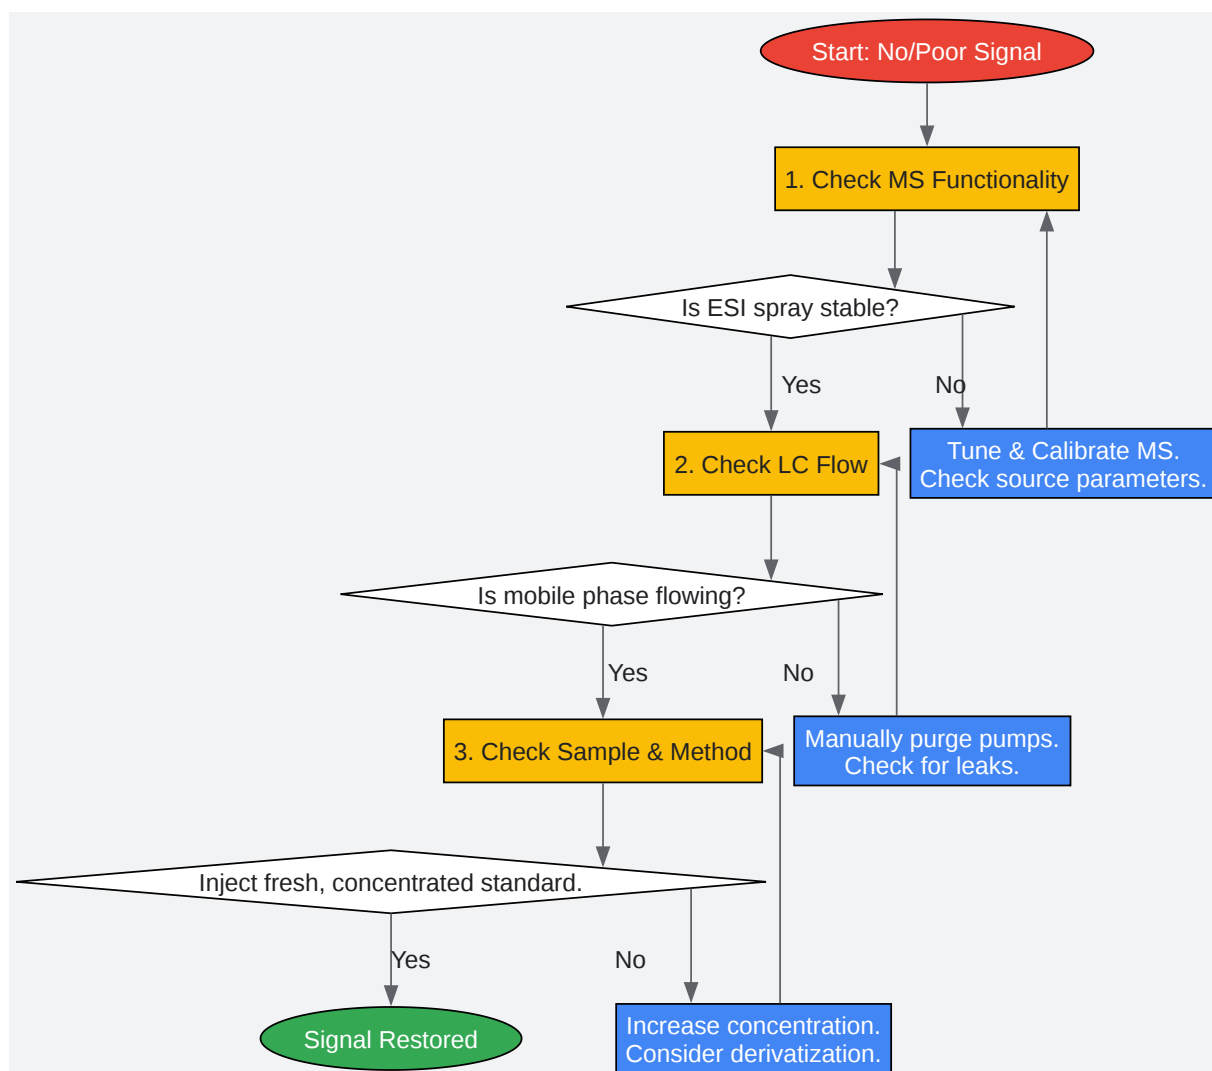 Start: No/Poor Signal
1. Check MS Functionality
Is ESI spray stable?
Yes
No
2. Check LC Flow
Tune & Calibrate MS.
Check source parameters.
Is mobile phase flowing?
Yes
No
3. Check Sample & Method
Manually purge pumps.
Check for leaks.
Inject fresh, concentrated standard.
Yes
No
Signal Restored
Increase concentration.
Consider derivatization.